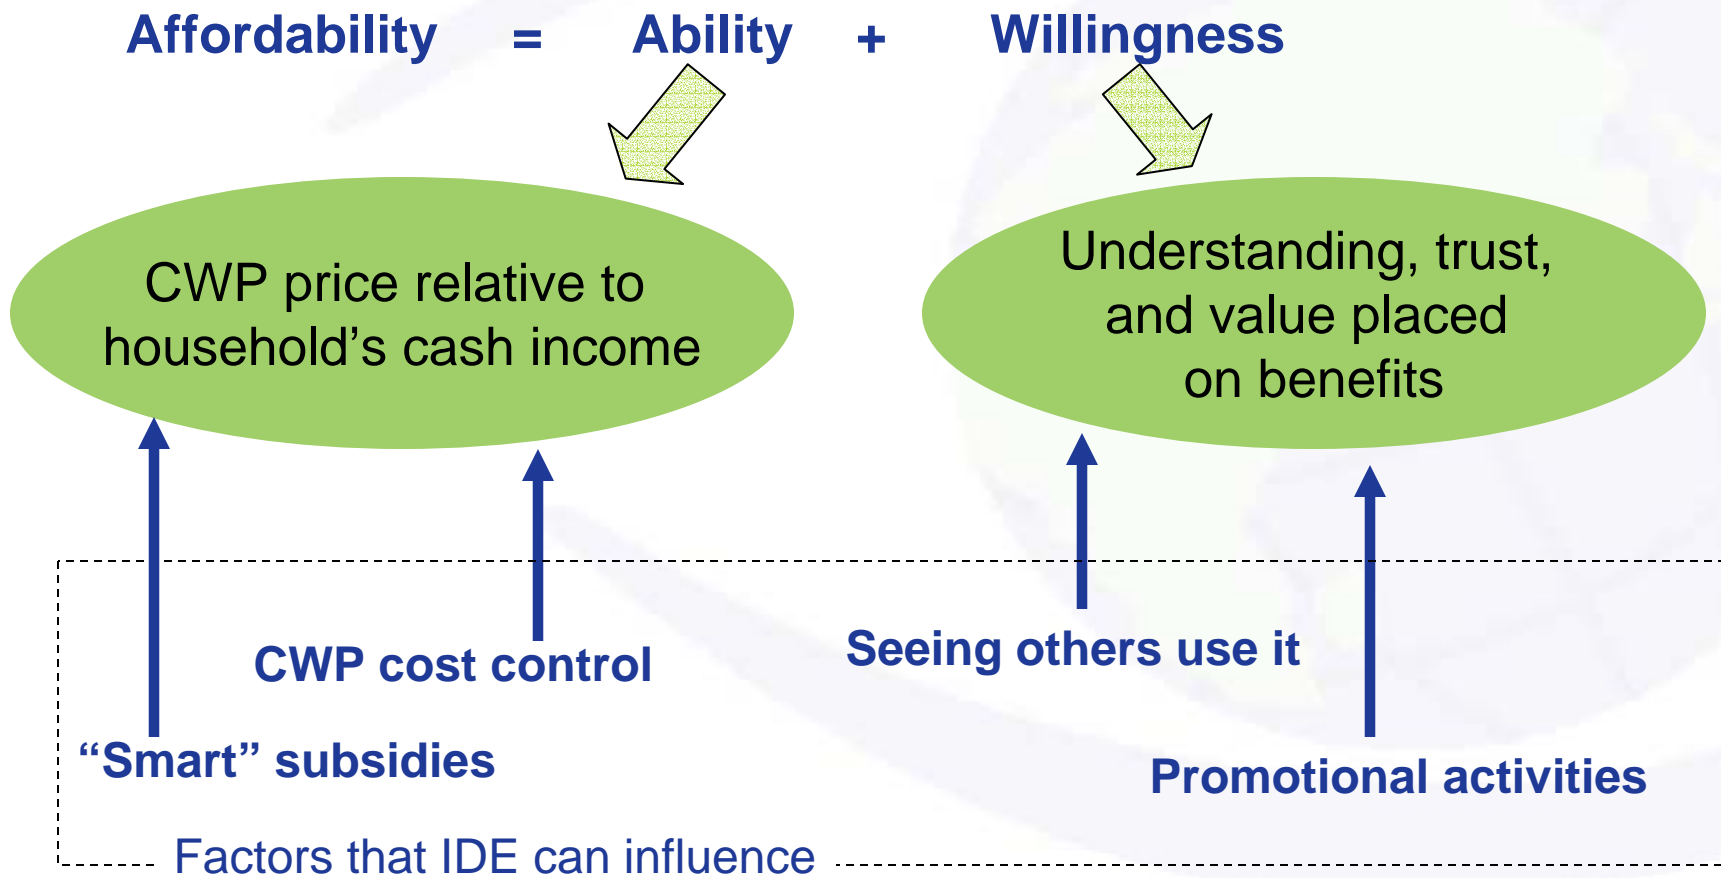 Affordability = Ability + Willingness
CWP price relative to
household’s cash income
Understanding, trust,
and value placed
on benefits
CWP cost control
Seeing others use it
“Smart” subsidies
Promotional activities
Factors that IDE can influence